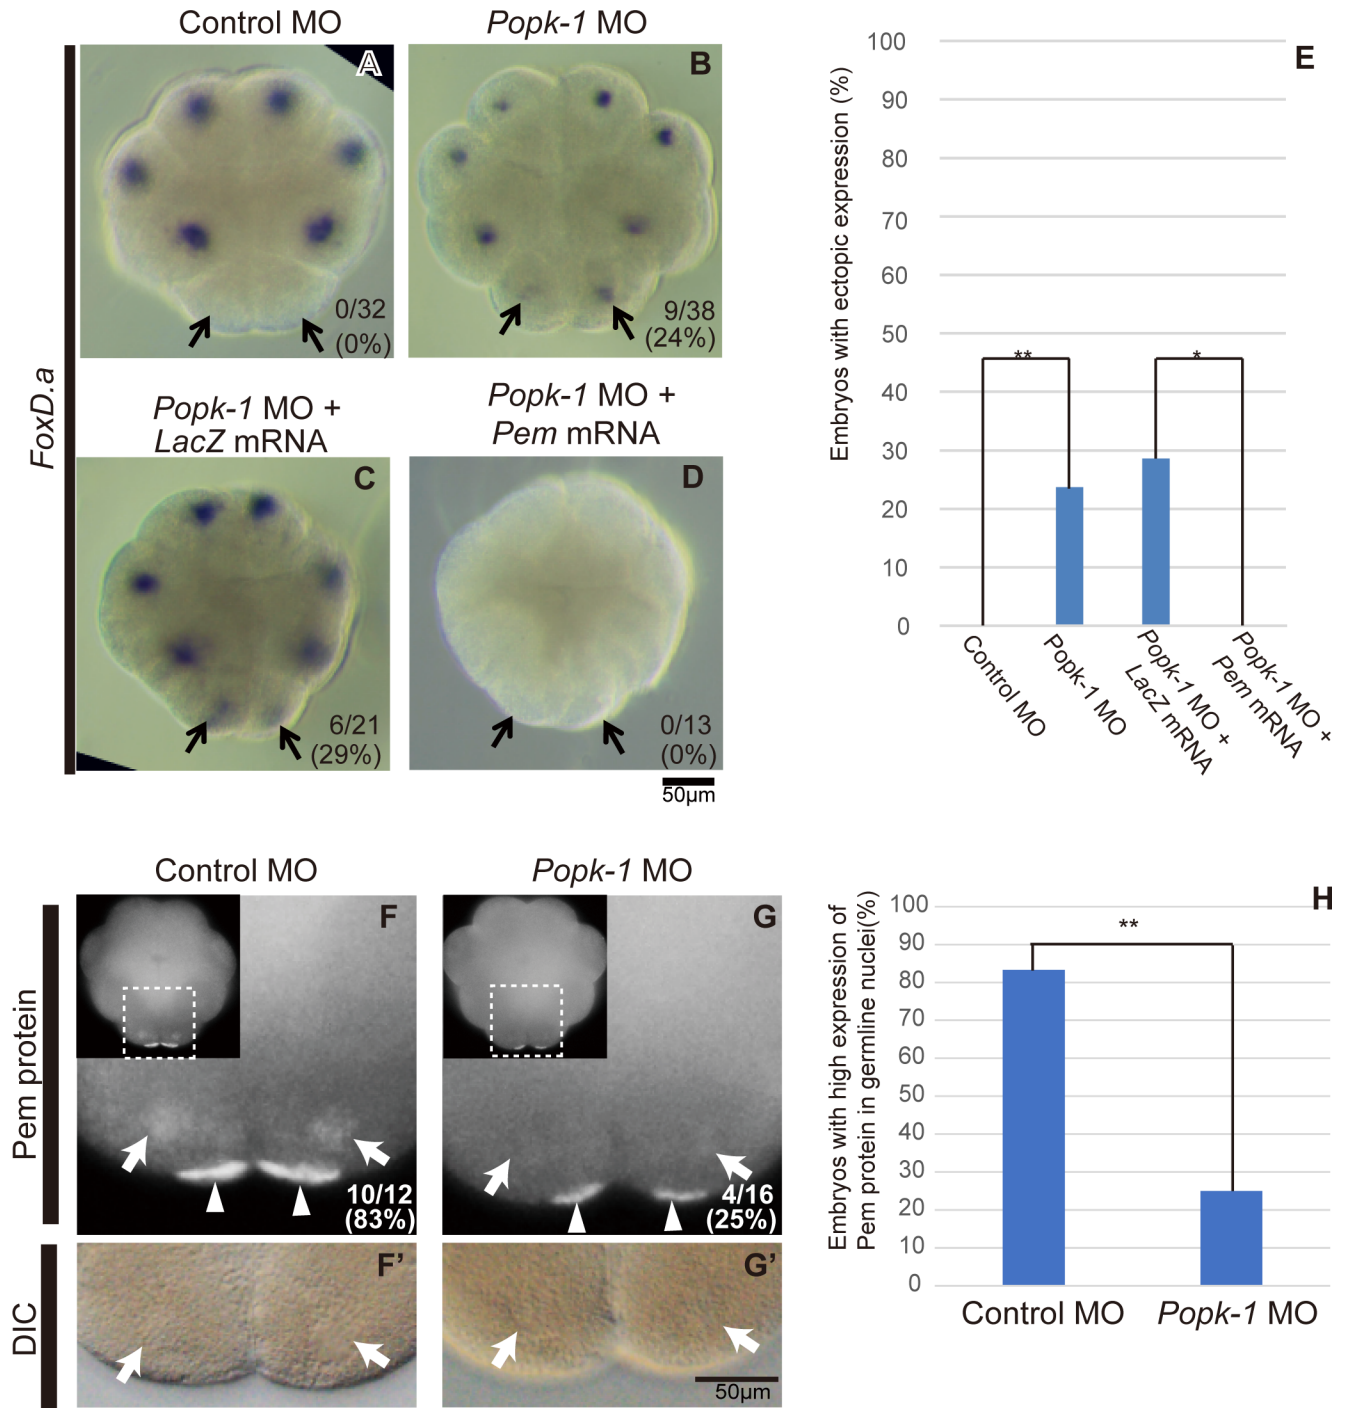 Control MO
Popk-1 MO
FoxD.a
A
0/32
(0%)
B
9/38
(24%)
Popk-1 MO +
LacZ mRNA
Popk-1 MO +
Pem mRNA
C
6/21
(29%)
D
0/13
(0%)
50μm
E
Embryos with ectopic expression (%)
100
90
80
70
60
50
40
30
20
10
0
**
*
Control MO
Popk-1 MO
Popk-1 MO +
LacZ mRNA
Popk-1 MO +
Pem mRNA
Control MO
Popk-1 MO
Pem protein
F
10/12
(83%)
G
4/16
(25%)
DIC
F’
G’
50μm
H
Embryos with high expression of
Pem protein in germline nuclei(%)
100
90
80
70
60
50
40
30
20
10
0
**
Control MO
Popk-1 MO